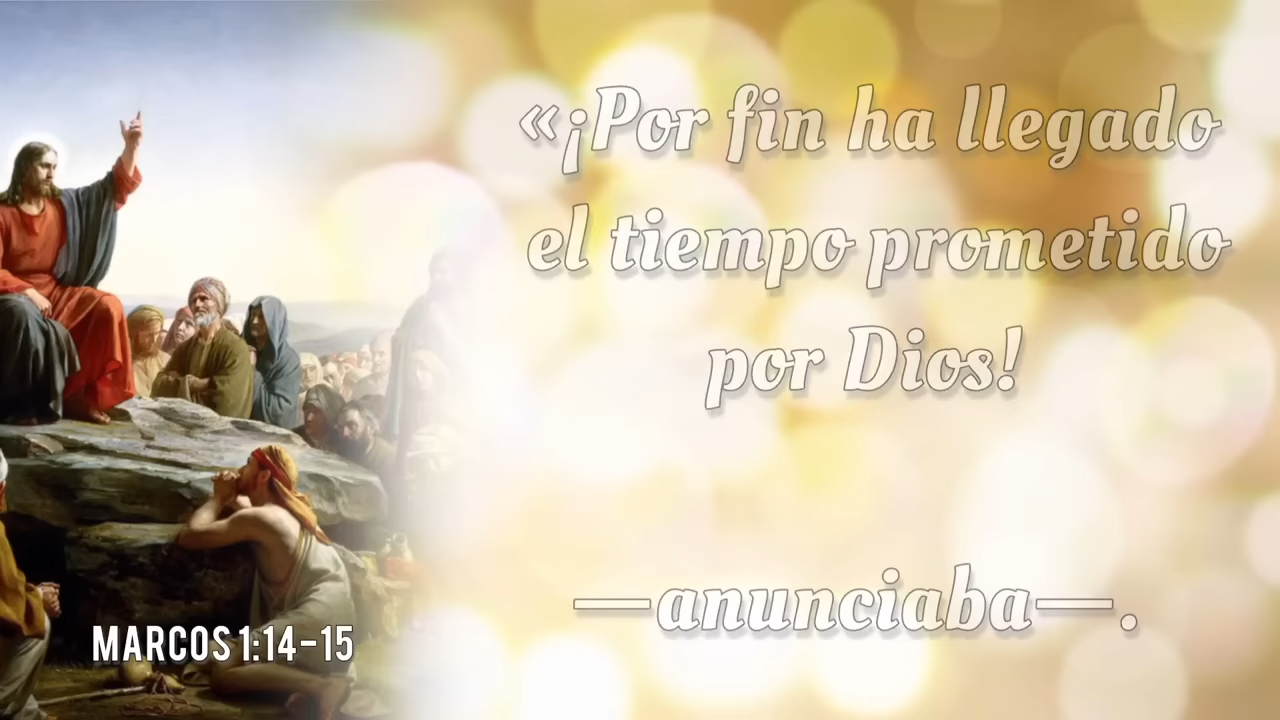 «¡Por fin ha llegado
el tiempo prometido
por Dios!
—anunciaba—.
MARCOS 1:14-15